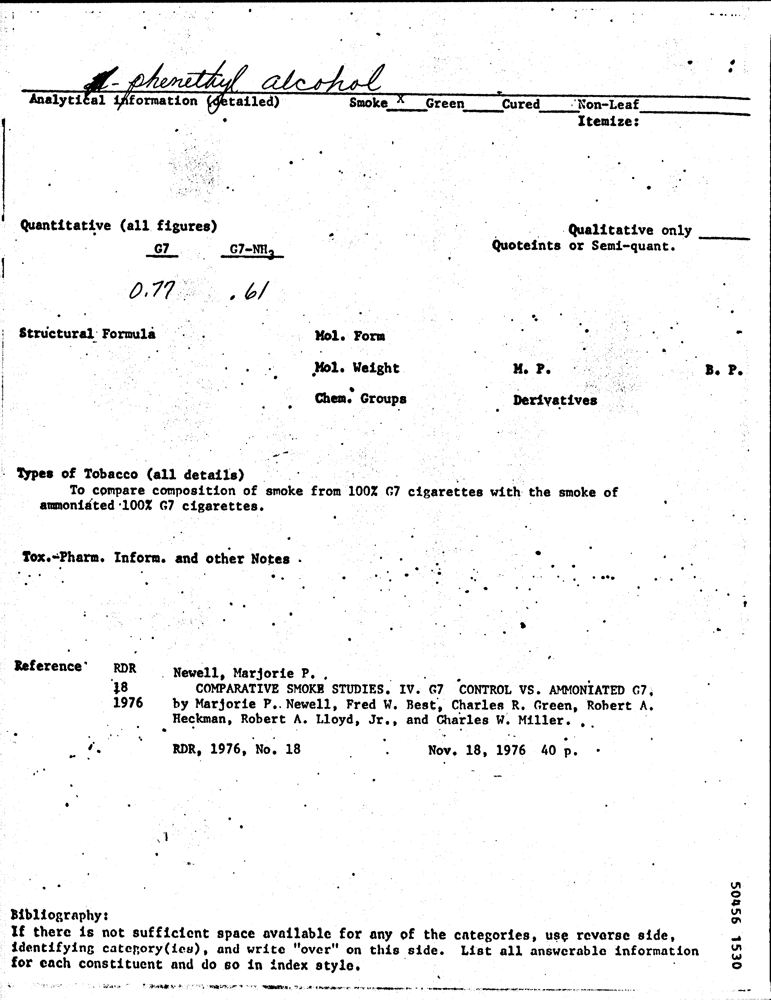 - phenethyl alcohol
Analytical information (detailed) Smoke X Green Cured Non-Leaf
Itemize:
Quantitative (all figures) Qualitative only
G7 G7-NH3 Quoteints or Semi-quant.
0.77 .61
Structural Formula Mol. Form
Mol. Weight M. P. B. P.
Chem. Groups Derivatives
Types of Tobacco (all details)
To compare composition of smoke from 100% G7 cigarettes with the smoke of
ammoniated 100% G7 cigarettes.
Tox.-Pharm. Inform. and other Notes
Reference RDR Newell, Marjorie P.
18 COMPARATIVE SMOKE STUDIES. IV. G7 CONTROL VS. AMMONIATED G7,
1976 by Marjorie P. Newell, Fred W. Best, Charles R. Green, Robert A.
Heckman, Robert A. Lloyd, Jr., and Charles W. Miller.
RDR, 1976, No. 18 Nov. 18, 1976 40 p.
Bibliography:
If there is not sufficient space available for any of the categories, use reverse side,
identifying category(ies), and write "over" on this side. List all answerable information
for each constituent and do so in index style.
50456 1530